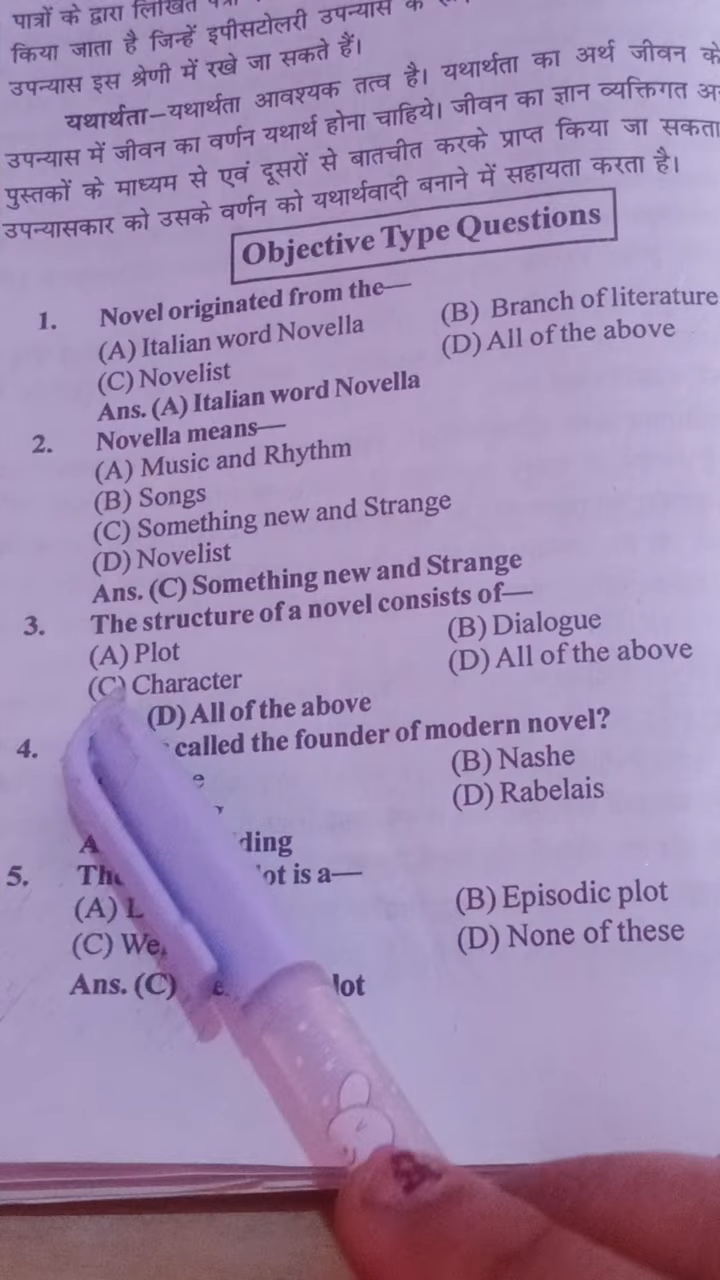 पात्रों के द्वारा लिखित
किया जाता है जिन्हें इपीसटोलरी उपन्यास
उपन्यास इस श्रेणी में रखे जा सकते हैं।
यथार्थता–यथार्थता आवश्यक तत्व है। यथार्थता का अर्थ जीवन के
उपन्यास में जीवन का वर्णन यथार्थ होना चाहिये। जीवन का ज्ञान व्यक्तिगत
पुस्तकों के माध्यम से एवं दूसरों से बातचीत करके प्राप्त किया जा सकता
उपन्यासकार को उसके वर्णन को यथार्थवादी बनाने में सहायता करता है।
Objective Type Questions
1. Novel originated from the—
(A) Italian word Novella (B) Branch of literature
(C) Novelist (D) All of the above
Ans. (A) Italian word Novella
2. Novella means—
(A) Music and Rhythm
(B) Songs
(C) Something new and Strange
(D) Novelist
Ans. (C) Something new and Strange
3. The structure of a novel consists of—
(A) Plot (B) Dialogue
(C) Character (D) All of the above
(D) All of the above
4. called the founder of modern novel?
(B) Nashe
(D) Rabelais
5. is a—
(A) (B) Episodic plot
(C) (D) None of these
Ans. (C)